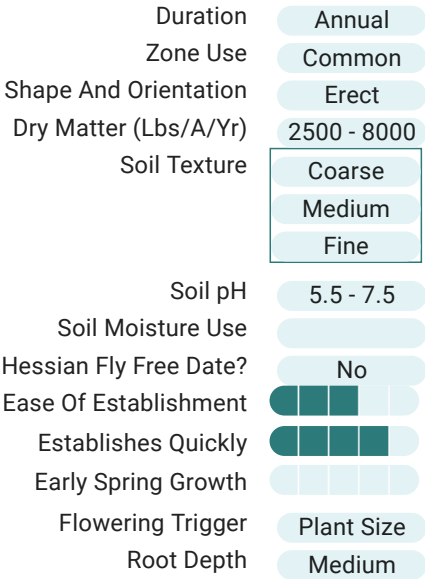 Duration Annual
Zone Use Common
Shape And Orientation Erect
Dry Matter (Lbs/A/Yr) 2500 - 8000
Soil Texture Coarse
Medium
Fine
Soil pH 5.5 - 7.5
Soil Moisture Use
Hessian Fly Free Date? No
Ease Of Establishment
Establishes Quickly
Early Spring Growth
Flowering Trigger Plant Size
Root Depth Medium